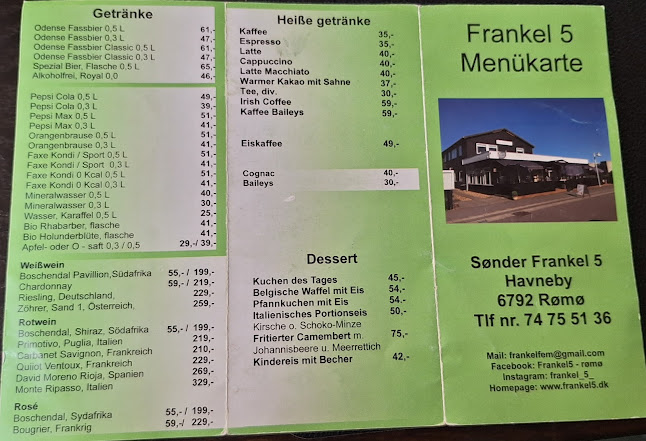 Getränke
Odense Fassbier 0,5 L 61,-
Odense Fassbier 0,3 L 47,-
Odense Fassbier Classic 0,5 L 61,-
Odense Fassbier Classic 0,3 L 47,-
Spezial Bier, Flasche 0,5 L 65,-
Alkoholfrei, Royal 0,0 46,-
Pepsi Cola 0,5 L 51,-
Pepsi Cola 0,3 L 39,-
Pepsi Max 0,5 L 51,-
Pepsi Max 0,3 L 41,-
Orangenbrause 0,5 L 51,-
Orangenbrause 0,3 L 41,-
Faxe Kondi / Sport 0,5 L 51,-
Faxe Kondi / Sport 0,3 L 41,-
Faxe Kondi 0 Kcal 0,5 L 51,-
Faxe Kondi 0 Kcal 0,3 L 41,-
Mineralwasser 0,5 L 40,-
Mineralwasser 0,3 L 30,-
Wasser, Karaffel 0,5 L 25,-
Bio Rhabarber, flasche 41,-
Bio Holunderblüte, flasche 41,-
Apfel- oder O - saft 0,3 / 0,5 29,-/ 39,-
Weißwein
Boschendal Pavillion,Südafrika 55,-/ 199,-
Chardonnay 59,-/ 219,-
Riesling, Deutschland, 229,-
Zöhrer, Sand 1, Österreich, 259,-
Rotwein
Boschendal, Shiraz, Södafrika 55,-/ 199,-
Primotivo, Puglia, Italien 219,-
Carbanet Savignon, Frankreich 210,-
Quiiot Ventoux, Frankreich 229,-
David Moreno Rioja, Spanien 269,-
Monte Ripasso, Italien 329,-
Rosé
Boschendal, Sydafrika 55,-/ 199,-
Bougrier, Frankrig 59,-/ 229,-
Heiße getränke
Kaffee 35,-
Espresso 35,-
Latte 40,-
Cappuccino 40,-
Latte Macchiato 40,-
Warmer Kakao mit Sahne 37,-
Tee, div. 30,-
Irish Coffee 59,-
Kaffee Baileys 59,-
Eiskaffee 49,-
Cognac 40,-
Baileys 30,-
Dessert
Kuchen des Tages 45,-
Belgische Waffel mit Eis 54,-
Pfannkuchen mit Eis 54,-
Italienisches Portionseis 50,-
Kirsche o. Schoko-Minze
Fritierter Camembert m. 75,-
Johannisbeere u. Meerrettich
Kindereis mit Becher 42,-
Frankel 5
Menükarte
Sønder Frankel 5
Havneby
6792 Rømø
Tlf nr. 74 75 51 36
Mail: frankelfem@gmail.com
Facebook: Frankel5 - rømø
Instagram: frankel_5_
Homepage: www.frankel5.dk